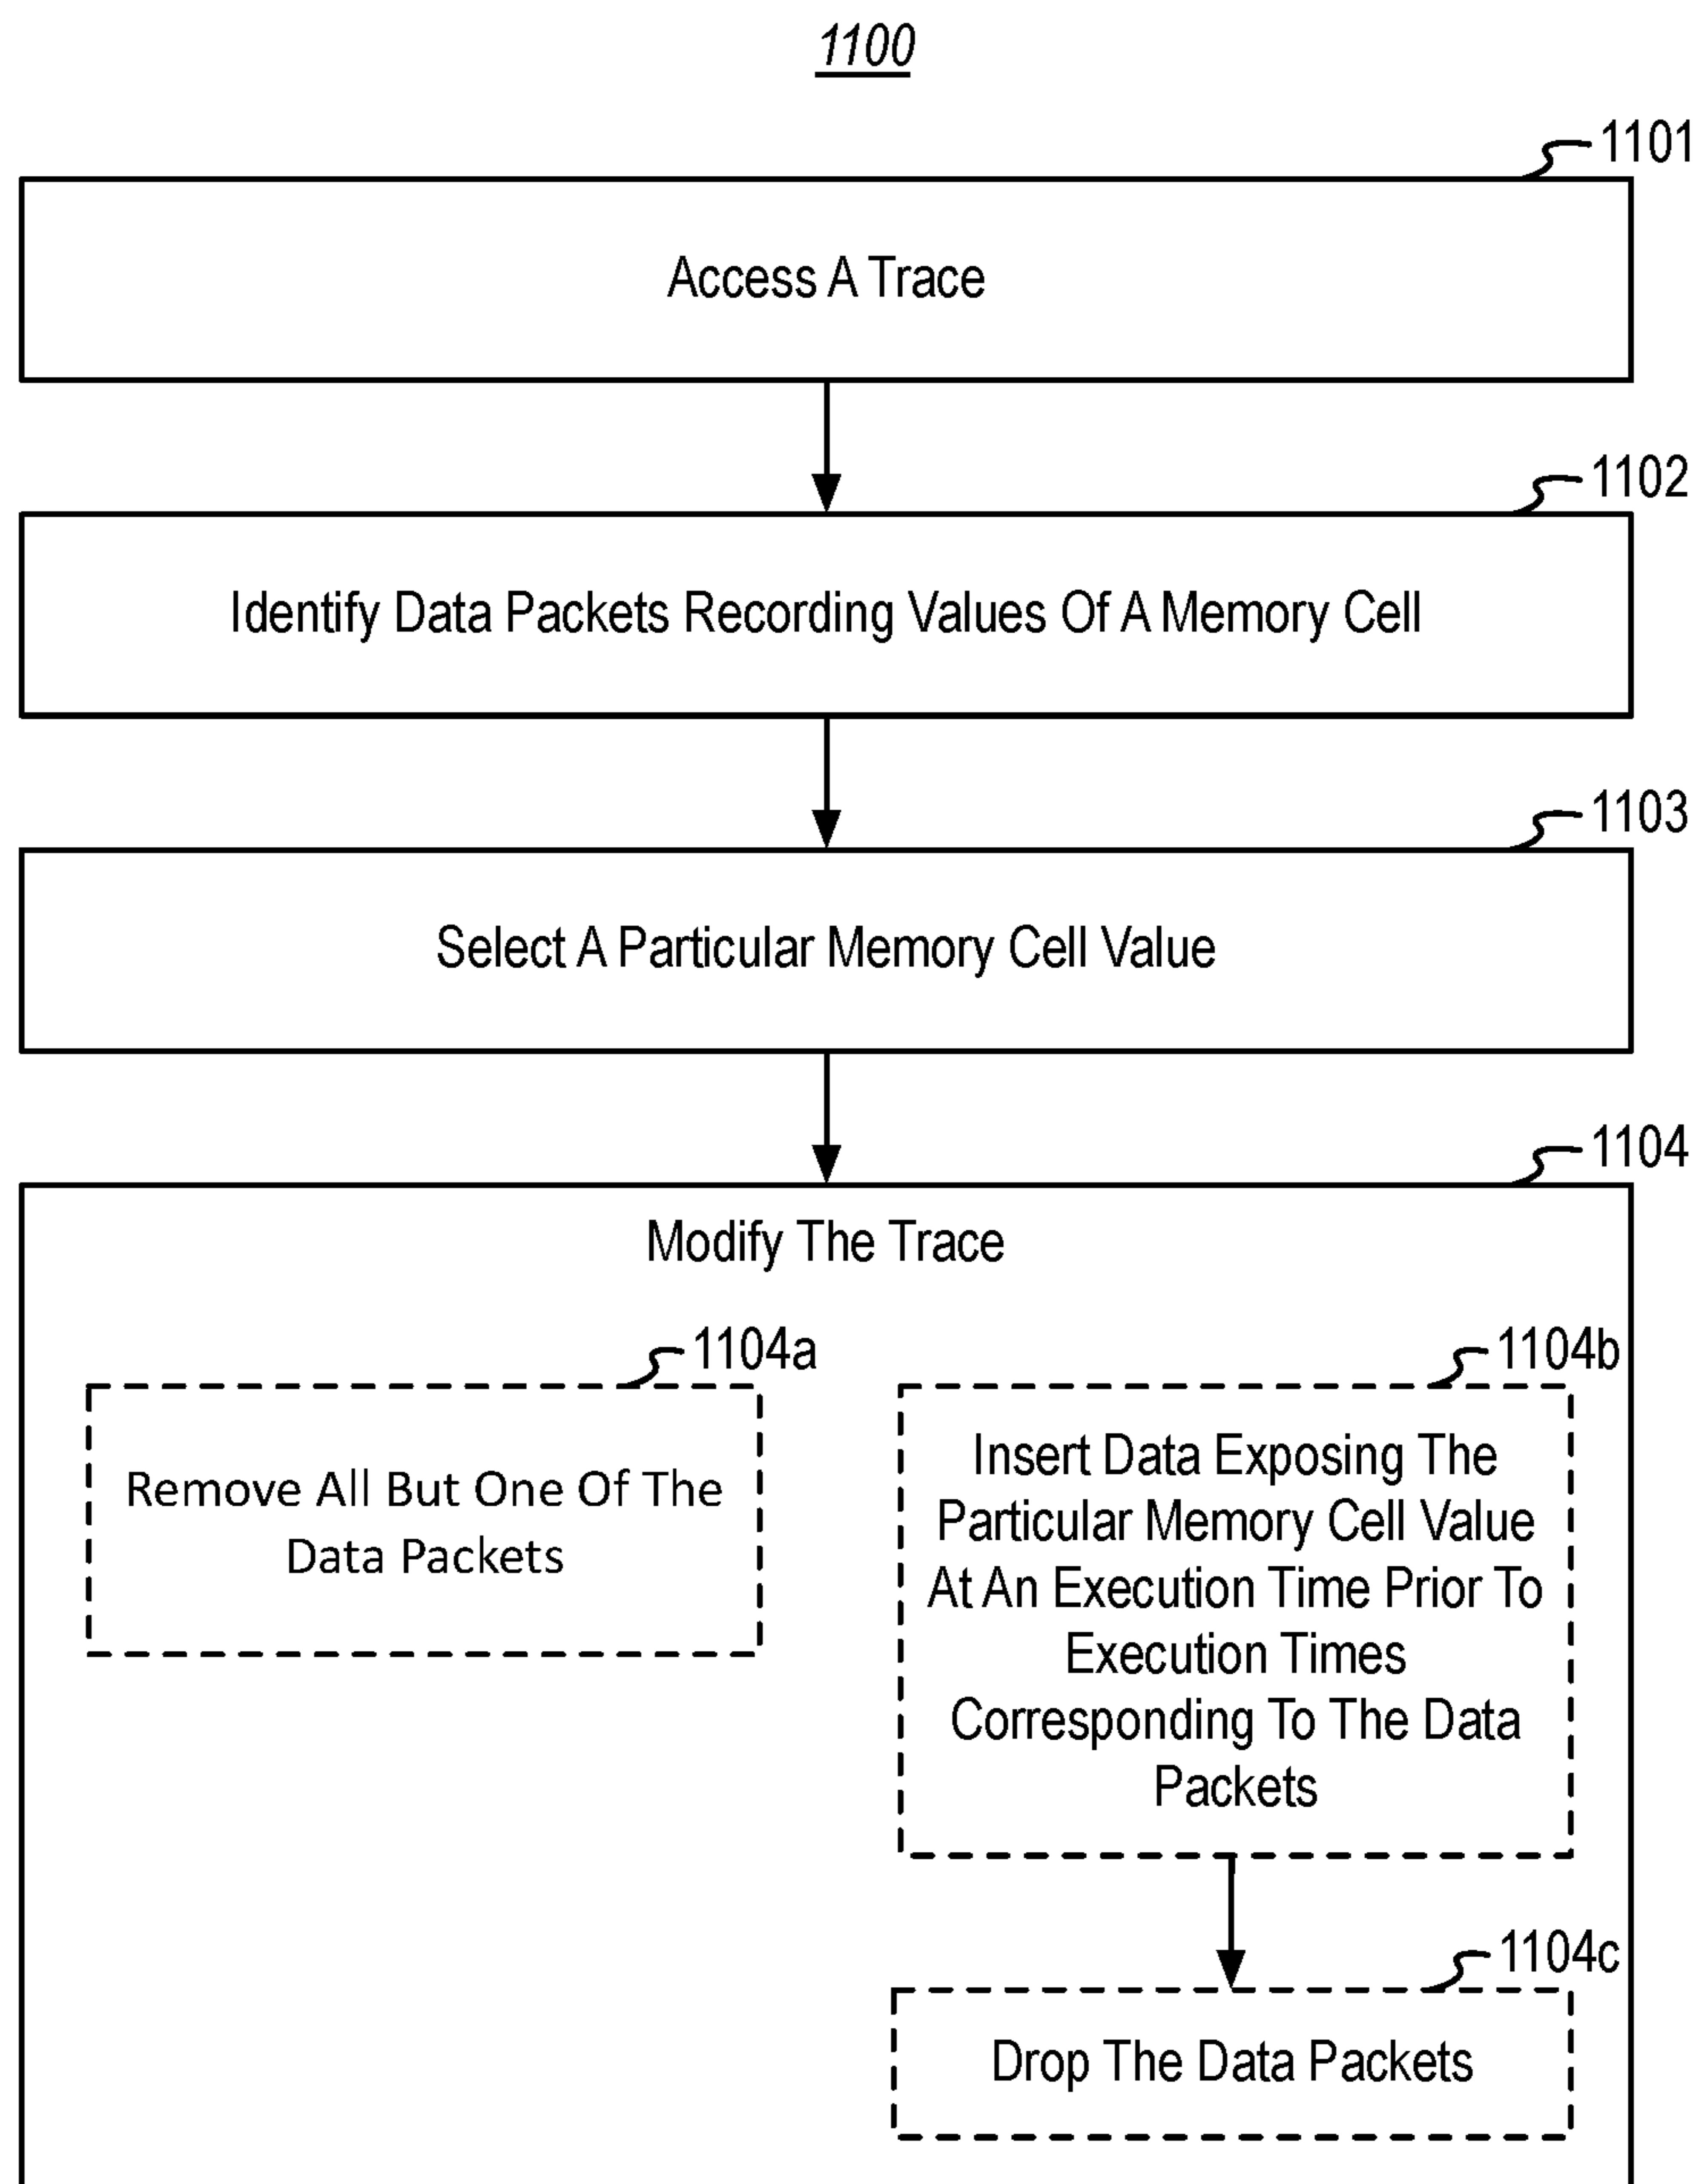 1100
1101
Access A Trace
1102
Identify Data Packets Recording Values Of A Memory Cell
1103
Select A Particular Memory Cell Value
1104
Modify The Trace
1104a
Remove All But One Of The
Data Packets
1104b
Insert Data Exposing The
Particular Memory Cell Value
At An Execution Time Prior To
Execution Times
Corresponding To The Data
Packets
1104c
Drop The Data Packets